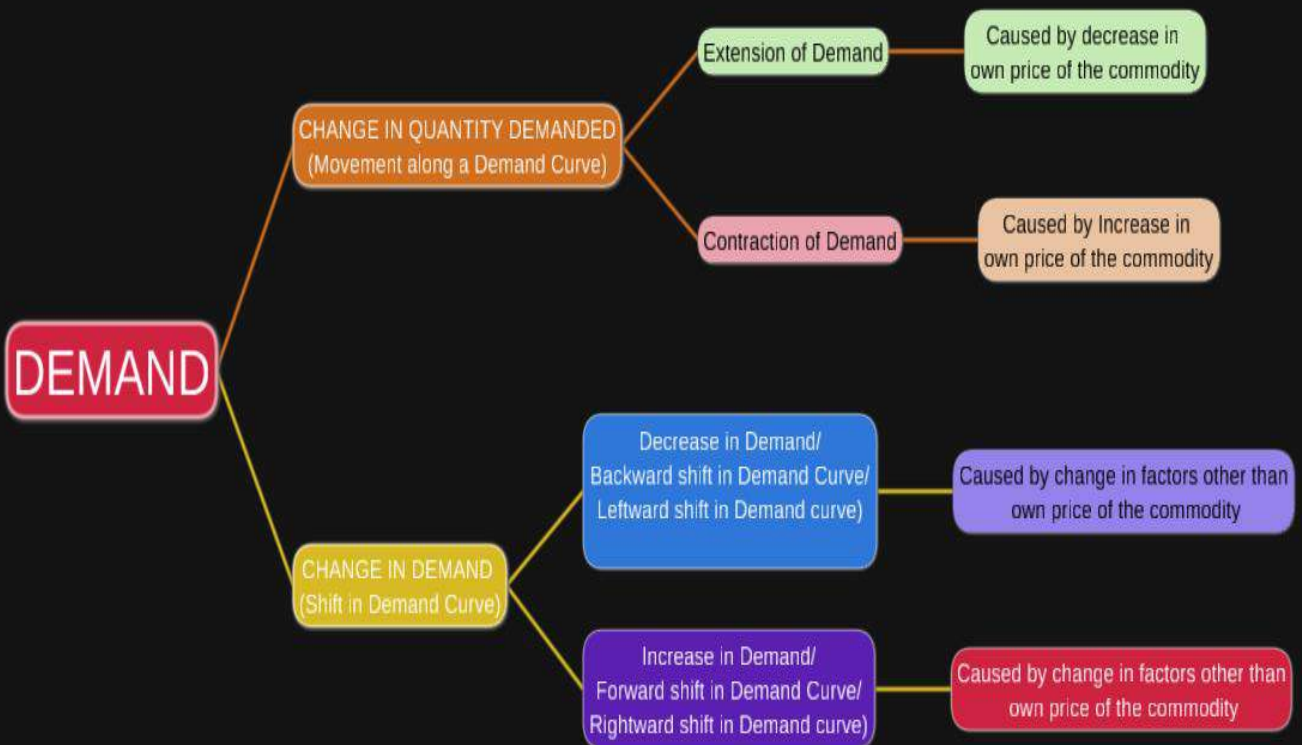 DEMAND
CHANGE IN QUANTITY DEMANDED
(Movement along a Demand Curve)
Extension of Demand
Caused by decrease in
own price of the commodity
Contraction of Demand
Caused by Increase in
own price of the commodity
CHANGE IN DEMAND
(Shift in Demand Curve)
Decrease in Demand/
Backward shift in Demand Curve/
Leftward shift in Demand curve)
Caused by change in factors other than
own price of the commodity
Increase in Demand/
Forward shift in Demand Curve/
Rightward shift in Demand curve)
Caused by change in factors other than
own price of the commodity